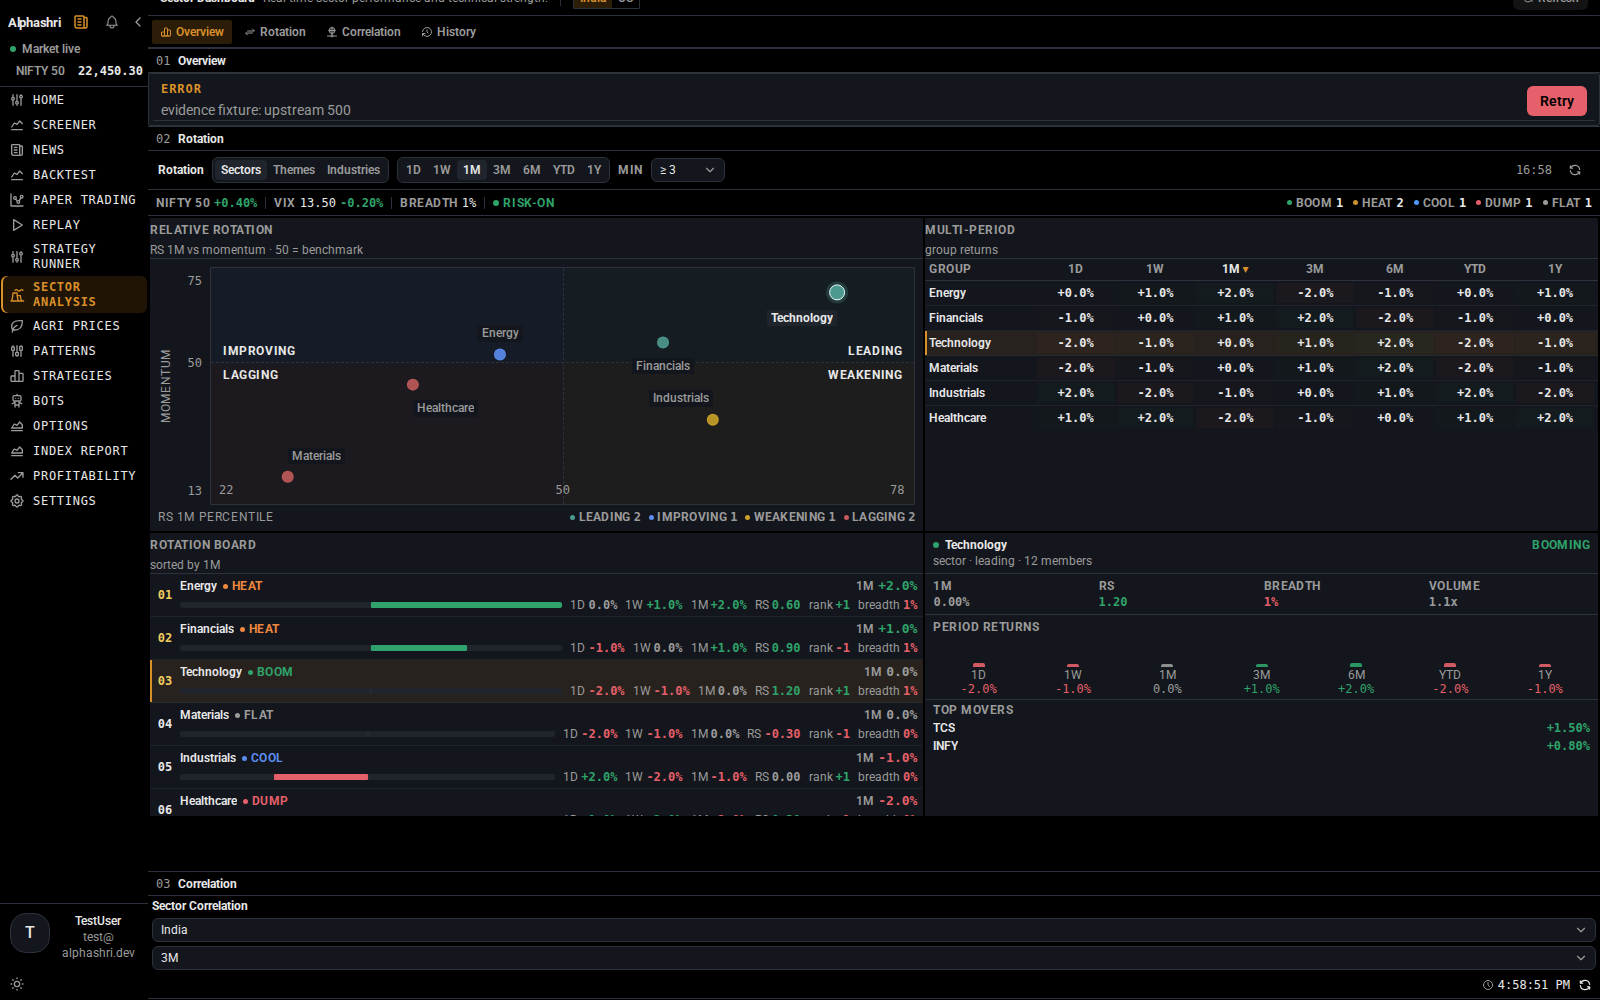 Alphashri
Market live
NIFTY 50 22,450.30
HOME
SCREENER
NEWS
BACKTEST
PAPER TRADING
REPLAY
STRATEGY
RUNNER
SECTOR
ANALYSIS
AGRI PRICES
PATTERNS
STRATEGIES
BOTS
OPTIONS
INDEX REPORT
PROFITABILITY
SETTINGS
T
TestUser
test@
alphashri.dev
Overview Rotation Correlation History
01 Overview
ERROR
evidence fixture: upstream 500
Retry
02 Rotation
Rotation Sectors Themes Industries 1D 1W 1M 3M 6M YTD 1Y MIN ≥ 3 16:58
NIFTY 50 +0.40% VIX 13.50 -0.20% BREADTH 1% RISK-ON BOOM 1 HEAT 2 COOL 1 DUMP 1 FLAT 1
RELATIVE ROTATION
RS 1M vs momentum · 50 = benchmark
75
Technology
Energy
IMPROVING
LEADING
50
Financials
LAGGING
WEAKENING
MOMENTUM
Healthcare
Industrials
Materials
13 22 50 78
RS 1M PERCENTILE LEADING 2 IMPROVING 1 WEAKENING 1 LAGGING 2
MULTI-PERIOD
group returns
GROUP 1D 1W 1M ▾ 3M 6M YTD 1Y
Energy +0.0% +1.0% +2.0% -2.0% -1.0% +0.0% +1.0%
Financials -1.0% +0.0% +1.0% +2.0% -2.0% -1.0% +0.0%
Technology -2.0% -1.0% +0.0% +1.0% +2.0% -2.0% -1.0%
Materials -2.0% -1.0% +0.0% +1.0% +2.0% -2.0% -1.0%
Industrials +2.0% -2.0% -1.0% +0.0% +1.0% +2.0% -2.0%
Healthcare +1.0% +2.0% -2.0% -1.0% +0.0% +1.0% +2.0%
ROTATION BOARD
sorted by 1M
01 Energy HEAT 1M +2.0%
1D 0.0% 1W +1.0% 1M +2.0% RS 0.60 rank +1 breadth 1%
02 Financials HEAT 1M +1.0%
1D -1.0% 1W 0.0% 1M +1.0% RS 0.90 rank -1 breadth 1%
03 Technology BOOM 1M 0.0%
1D -2.0% 1W -1.0% 1M 0.0% RS 1.20 rank +1 breadth 1%
04 Materials FLAT 1M 0.0%
1D -2.0% 1W -1.0% 1M 0.0% RS -0.30 rank -1 breadth 0%
05 Industrials COOL 1M -1.0%
1D +2.0% 1W -2.0% 1M -1.0% RS 0.00 rank +1 breadth 0%
06 Healthcare DUMP 1M -2.0%
Technology BOOMING
sector · leading · 12 members
1M RS BREADTH VOLUME
0.00% 1.20 1% 1.1x
PERIOD RETURNS
1D 1W 1M 3M 6M YTD 1Y
-2.0% -1.0% 0.0% +1.0% +2.0% -2.0% -1.0%
TOP MOVERS
TCS +1.50%
INFY +0.80%
03 Correlation
Sector Correlation
India
3M
4:58:51 PM